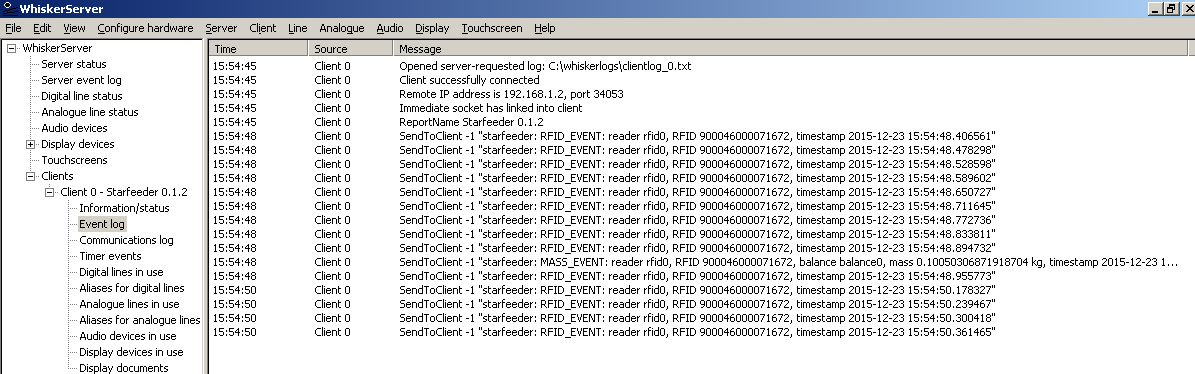 WhiskerServer
File Edit View Configure hardware Server Client Line Analogue Audio Display Touchscreen Help
WhiskerServer
Server status
Server event log
Digital line status
Analogue line status
Audio devices
Display devices
Touchscreens
Clients
Client 0 - Starfeeder 0.1.2
Information/status
Event log
Communications log
Timer events
Digital lines in use
Aliases for digital lines
Analogue lines in use
Aliases for analogue lines
Audio devices in use
Display devices in use
Display documents
Time Source Message
15:54:45 Client 0 Opened server-requested log: C:\whiskerlogs\clientlog_0.txt
15:54:45 Client 0 Client successfully connected
15:54:45 Client 0 Remote IP address is 192.168.1.2, port 34053
15:54:45 Client 0 Immediate socket has linked into client
15:54:45 Client 0 ReportName Starfeeder 0.1.2
15:54:48 Client 0 SendToClient -1 "starfeeder: RFID_EVENT: reader rfid0, RFID 900046000071672, timestamp 2015-12-23 15:54:48.406561"
15:54:48 Client 0 SendToClient -1 "starfeeder: RFID_EVENT: reader rfid0, RFID 900046000071672, timestamp 2015-12-23 15:54:48.478298"
15:54:48 Client 0 SendToClient -1 "starfeeder: RFID_EVENT: reader rfid0, RFID 900046000071672, timestamp 2015-12-23 15:54:48.528598"
15:54:48 Client 0 SendToClient -1 "starfeeder: RFID_EVENT: reader rfid0, RFID 900046000071672, timestamp 2015-12-23 15:54:48.589602"
15:54:48 Client 0 SendToClient -1 "starfeeder: RFID_EVENT: reader rfid0, RFID 900046000071672, timestamp 2015-12-23 15:54:48.650727"
15:54:48 Client 0 SendToClient -1 "starfeeder: RFID_EVENT: reader rfid0, RFID 900046000071672, timestamp 2015-12-23 15:54:48.711645"
15:54:48 Client 0 SendToClient -1 "starfeeder: RFID_EVENT: reader rfid0, RFID 900046000071672, timestamp 2015-12-23 15:54:48.772736"
15:54:48 Client 0 SendToClient -1 "starfeeder: RFID_EVENT: reader rfid0, RFID 900046000071672, timestamp 2015-12-23 15:54:48.833811"
15:54:48 Client 0 SendToClient -1 "starfeeder: RFID_EVENT: reader rfid0, RFID 900046000071672, timestamp 2015-12-23 15:54:48.894732"
15:54:48 Client 0 SendToClient -1 "starfeeder: MASS_EVENT: reader rfid0, RFID 900046000071672, balance balance0, mass 0.10050306871918704 kg, timestamp 2015-12-23 1...
15:54:48 Client 0 SendToClient -1 "starfeeder: RFID_EVENT: reader rfid0, RFID 900046000071672, timestamp 2015-12-23 15:54:48.955773"
15:54:50 Client 0 SendToClient -1 "starfeeder: RFID_EVENT: reader rfid0, RFID 900046000071672, timestamp 2015-12-23 15:54:50.178327"
15:54:50 Client 0 SendToClient -1 "starfeeder: RFID_EVENT: reader rfid0, RFID 900046000071672, timestamp 2015-12-23 15:54:50.239467"
15:54:50 Client 0 SendToClient -1 "starfeeder: RFID_EVENT: reader rfid0, RFID 900046000071672, timestamp 2015-12-23 15:54:50.300418"
15:54:50 Client 0 SendToClient -1 "starfeeder: RFID_EVENT: reader rfid0, RFID 900046000071672, timestamp 2015-12-23 15:54:50.361465"